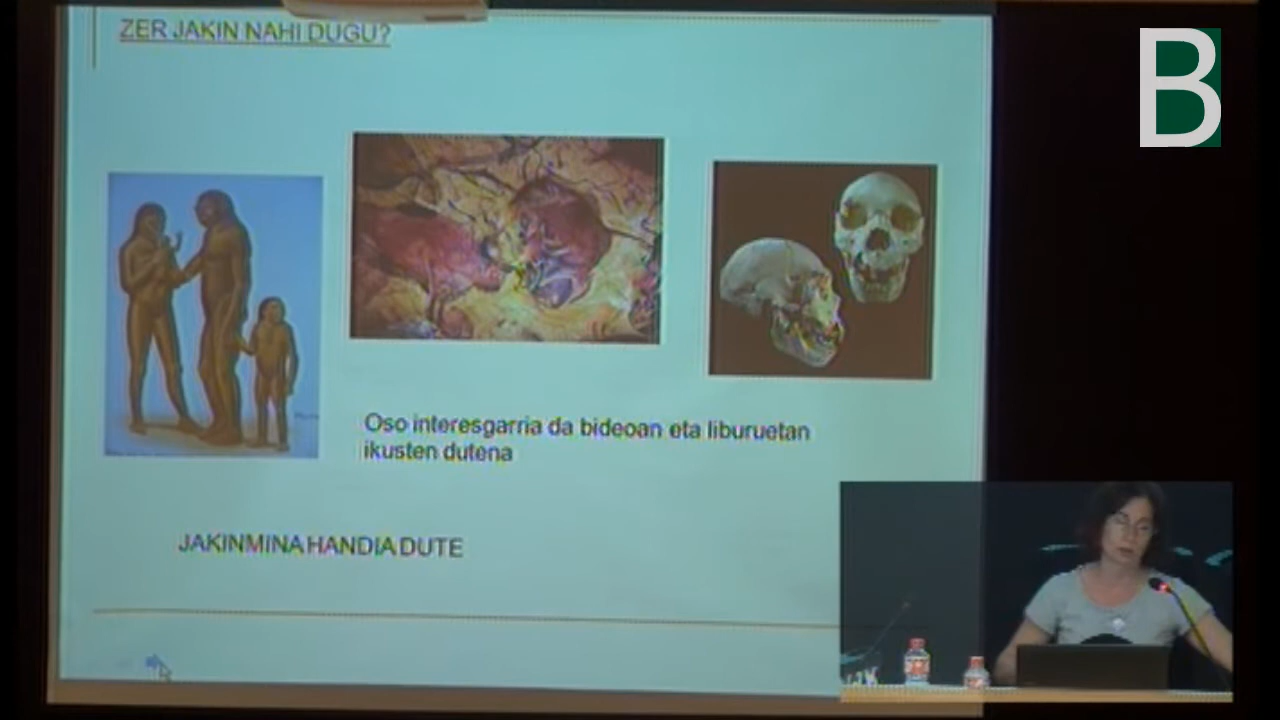 ZER JAKIN NAHI DUGU?
B
Oso interesgarria da bideoan eta liburuetan
ikusten dutena
JAKINMINA HANDIA DUTE